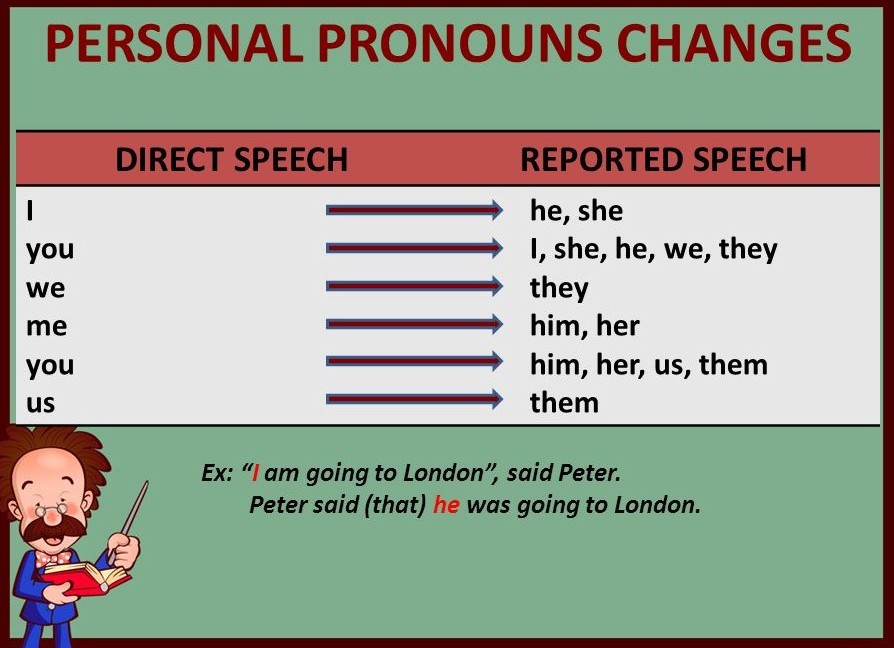 PERSONAL PRONOUNS CHANGES
DIRECT SPEECH REPORTED SPEECH
I he, she
you I, she, he, we, they
we they
me him, her
you him, her, us, them
us them
Ex: “I am going to London”, said Peter.
Peter said (that) he was going to London.